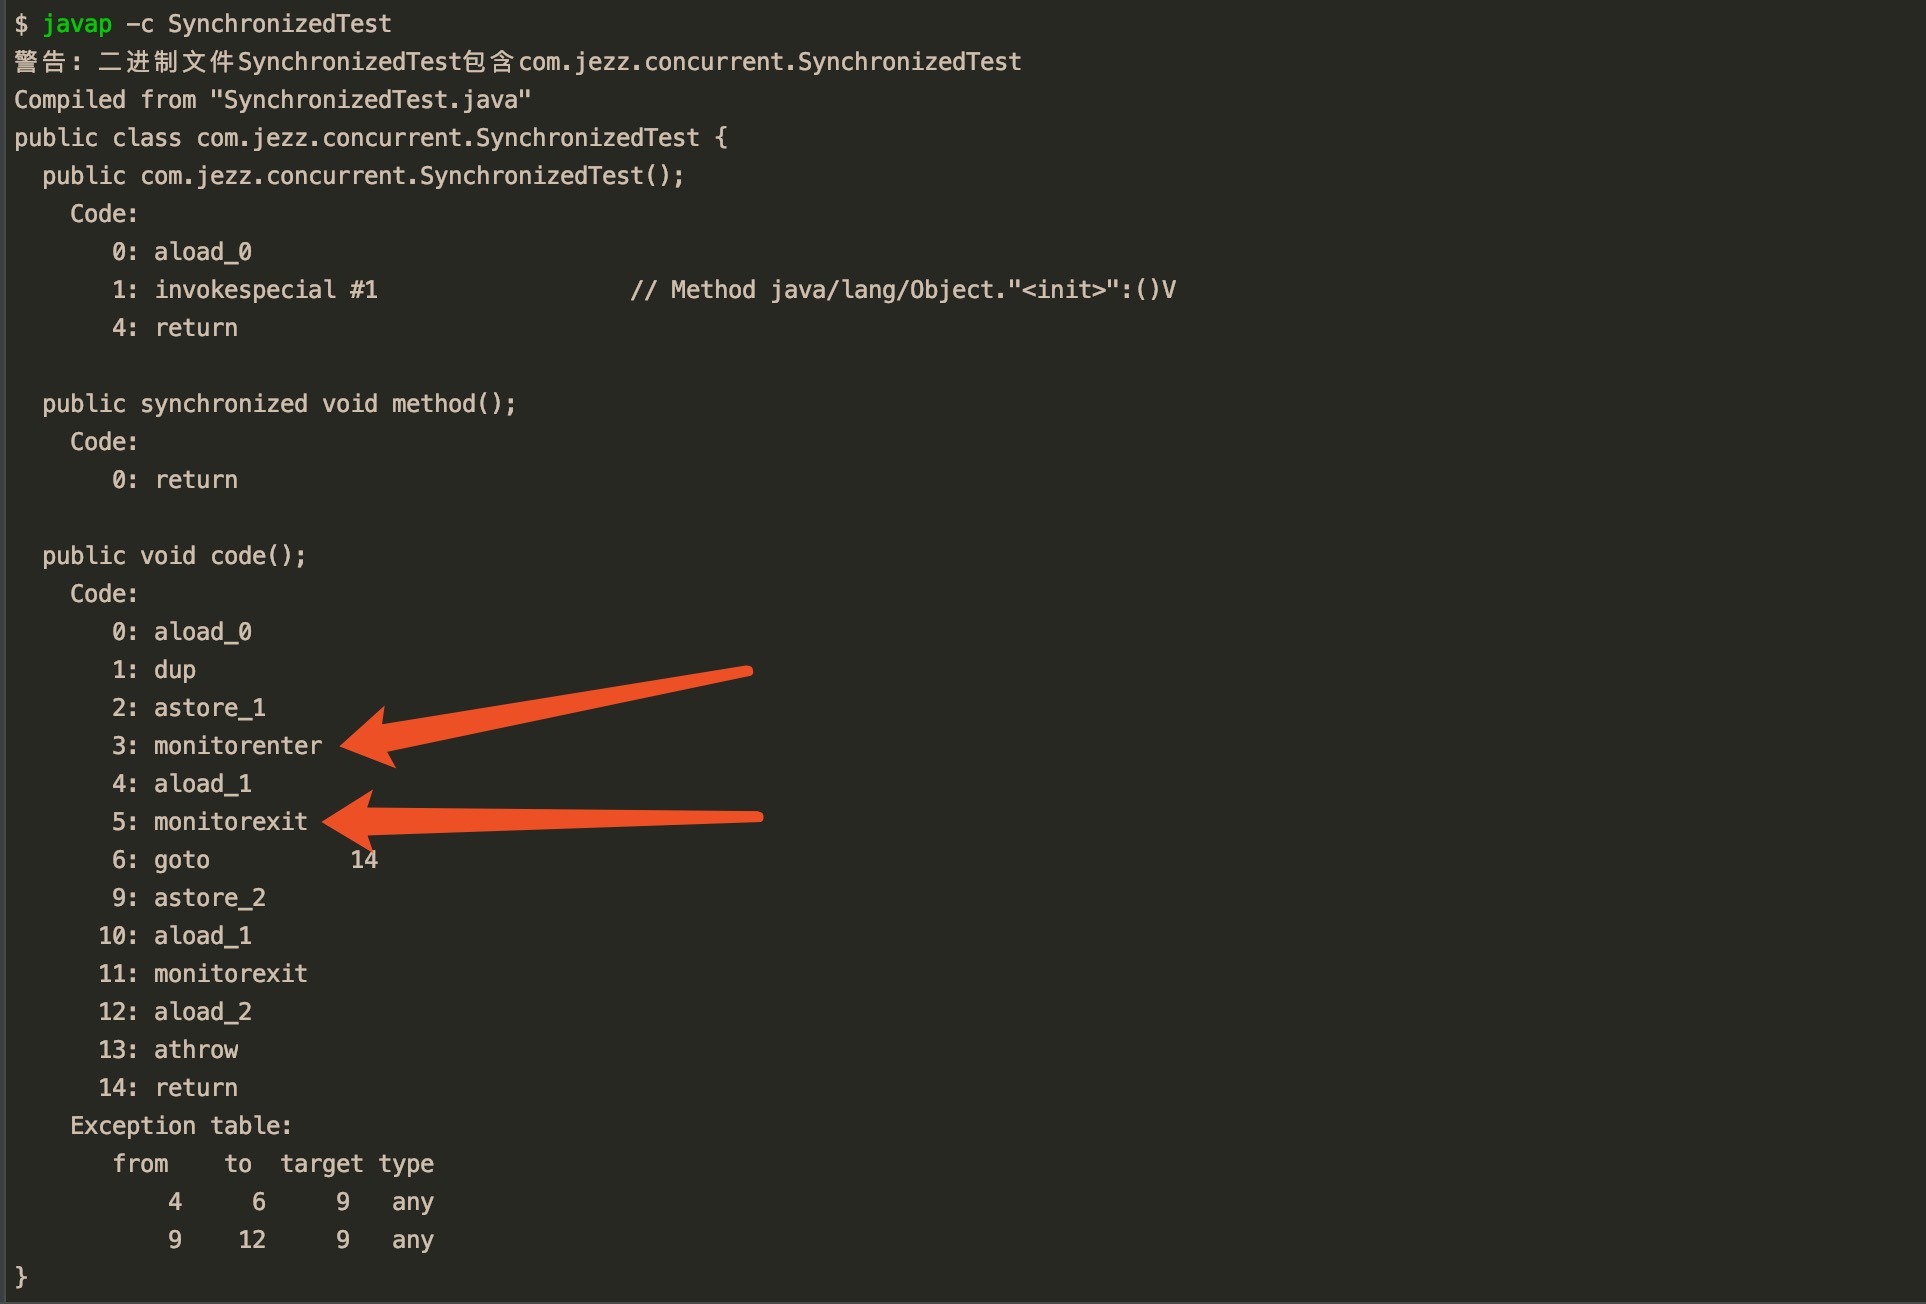 $ javap -c SynchronizedTest
警告: 二进制文件SynchronizedTest包含com.jezz.concurrent.SynchronizedTest
Compiled from "SynchronizedTest.java"
public class com.jezz.concurrent.SynchronizedTest {
  public com.jezz.concurrent.SynchronizedTest();
    Code:
       0: aload_0
       1: invokespecial #1                  // Method java/lang/Object."<init>":()V
       4: return

  public synchronized void method();
    Code:
       0: return

  public void code();
    Code:
       0: aload_0
       1: dup
       2: astore_1
       3: monitorenter
       4: aload_1
       5: monitorexit
       6: goto          14
       9: astore_2
      10: aload_1
      11: monitorexit
      12: aload_2
      13: athrow
      14: return
    Exception table:
       from    to  target type
           4     6     9   any
           9    12     9   any
}